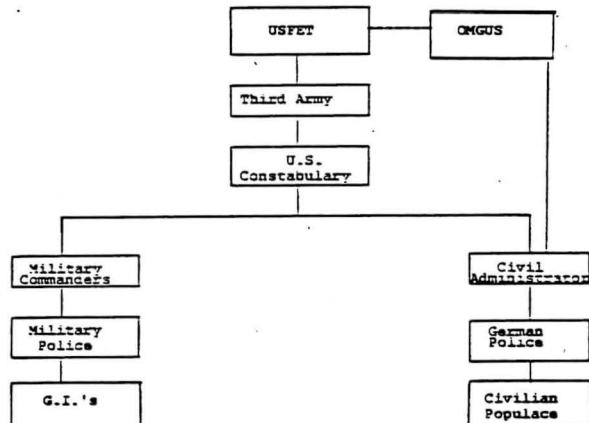 USFET
OMGUS
Third Army
U.S.
Constabulary
Military
Commanders
Civil
Administrator
Military
Police
German
Police
G.I.'s
Civilian
Populace